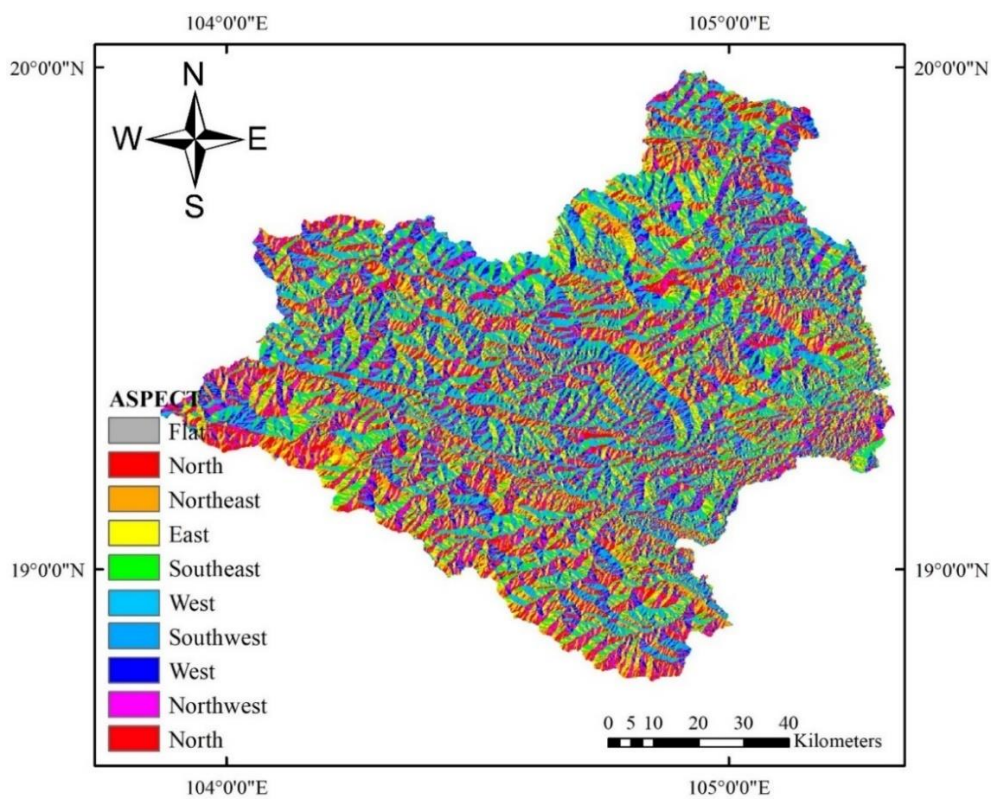 104°0'0"E 105°0'0"E
20°0'0"N 20°0'0"N
N
W E
S
ASPECT
Flat
North
Northeast
East
Southeast
West
Southwest
West
Northwest
North
19°0'0"N 19°0'0"N
0 5 10 20 30 40
Kilometers
104°0'0"E 105°0'0"E